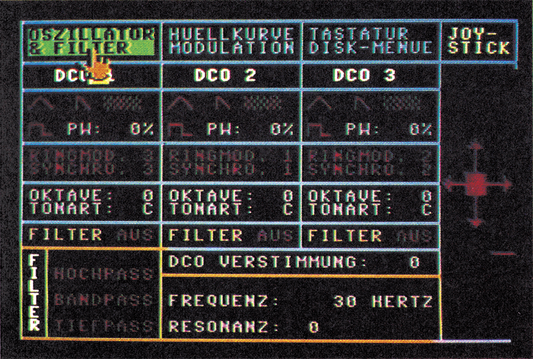 OSZILLATOR & FILTER
HUELLKURVE MODULATION
TASTATUR DISK-MENUE
JOY-STICK
DCO 1
DCO 2
DCO 3
PW: 0%
PW: 0%
PW: 0%
RINGMOD. 3
RINGMOD. 1
RINGMOD. 2
SYNCHRO. 3
SYNCHRO. 1
SYNCHRO. 2
OKTAVE: 0
OKTAVE: 0
OKTAVE: 0
TONART: C
TONART: C
TONART: C
FILTER AUS
FILTER AUS
FILTER AUS
FILTER
HOCHPASS
BANDPASS
TIEFPASS
DCO VERSTIMMUNG: 0
FREQUENZ: 30 HERTZ
RESONANZ: 0